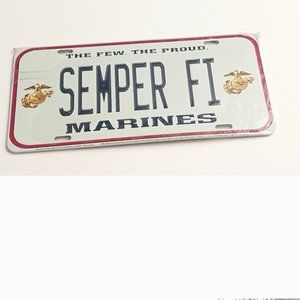 THE FEW. THE PROUD.
SEMPER FI
MARINES